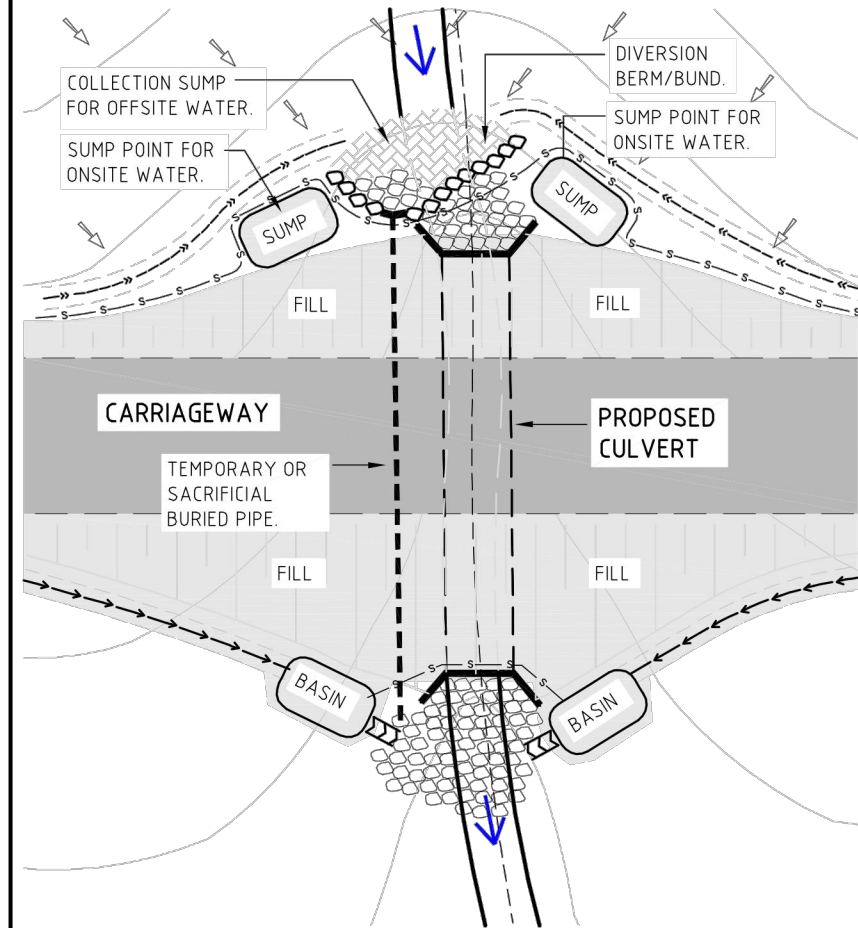 COLLECTION SUMP
FOR OFFSITE WATER.
DIVERSION
BERM/BUND.
SUMP POINT FOR
ONSITE WATER.
SUMP POINT FOR
ONSITE WATER.
SUMP
SUMP
FILL
FILL
CARRIAGEWAY
PROPOSED
CULVERT
TEMPORARY OR
SACRIFICIAL
BURIED PIPE.
FILL
FILL
BASIN
BASIN